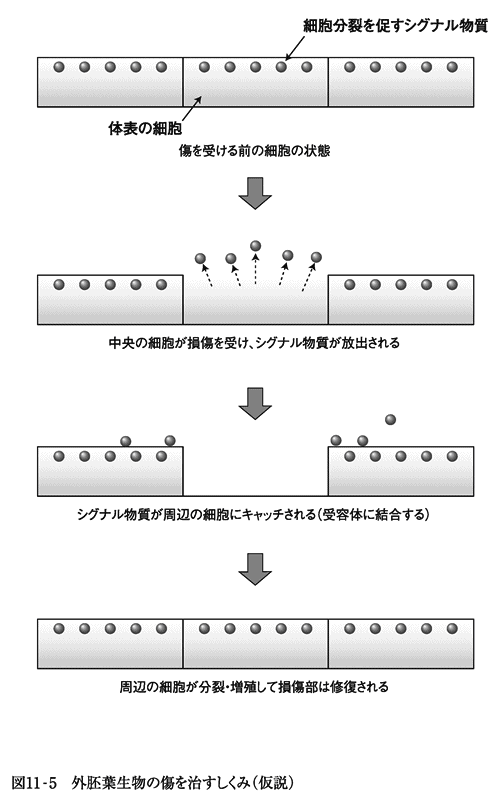 細胞分裂を促すシグナル物質
体表の細胞
傷を受ける前の細胞の状態
中央の細胞が損傷を受け、シグナル物質が放出される
シグナル物質が周辺の細胞にキャッチされる（受容体に結合する）
周辺の細胞が分裂・増殖して損傷部は修復される
図11-5　外胚葉生物の傷を治すしくみ（仮説）